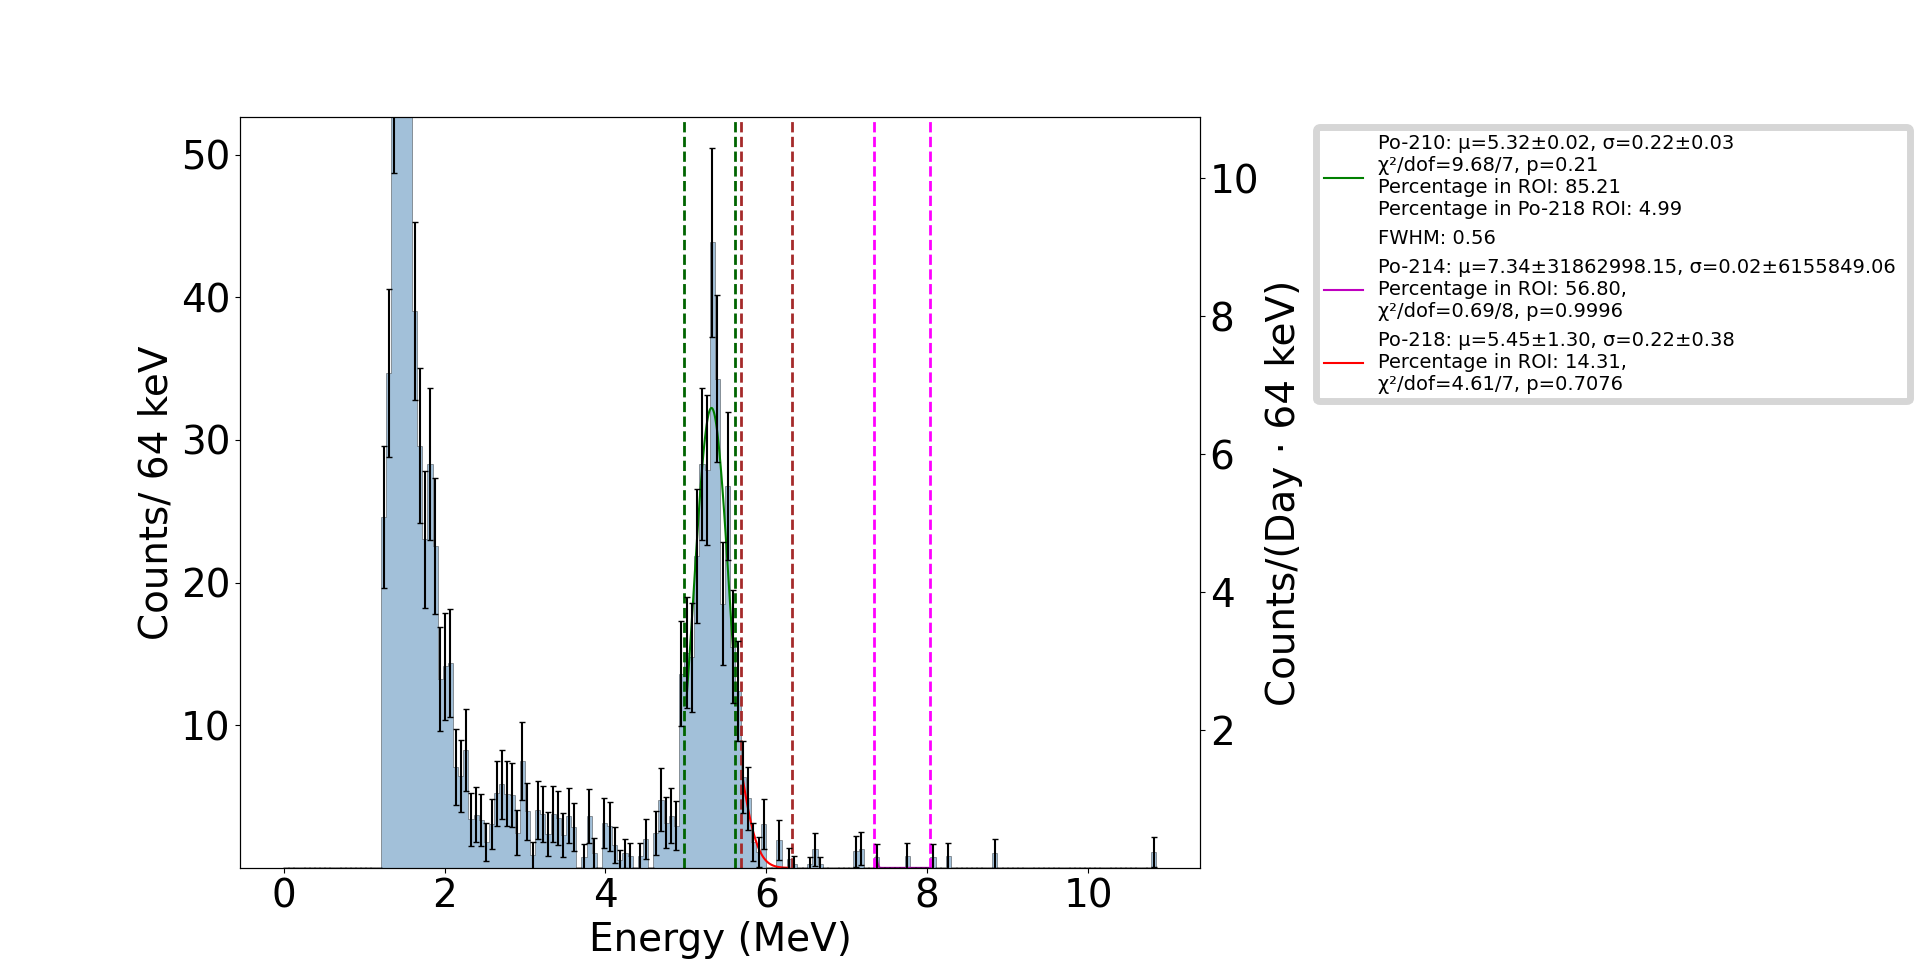 50
40
30
20
10
Counts/ 64 keV
0
2
4
6
8
10
Energy (MeV)
10
8
6
4
2
Counts/(Day · 64 keV)
Po-210: μ=5.32±0.02, σ=0.22±0.03
χ²/dof=9.68/7, p=0.21
Percentage in ROI: 85.21
Percentage in Po-218 ROI: 4.99
FWHM: 0.56
Po-214: μ=7.34±31862998.15, σ=0.02±6155849.06
Percentage in ROI: 56.80,
χ²/dof=0.69/8, p=0.9996
Po-218: μ=5.45±1.30, σ=0.22±0.38
Percentage in ROI: 14.31,
χ²/dof=4.61/7, p=0.7076